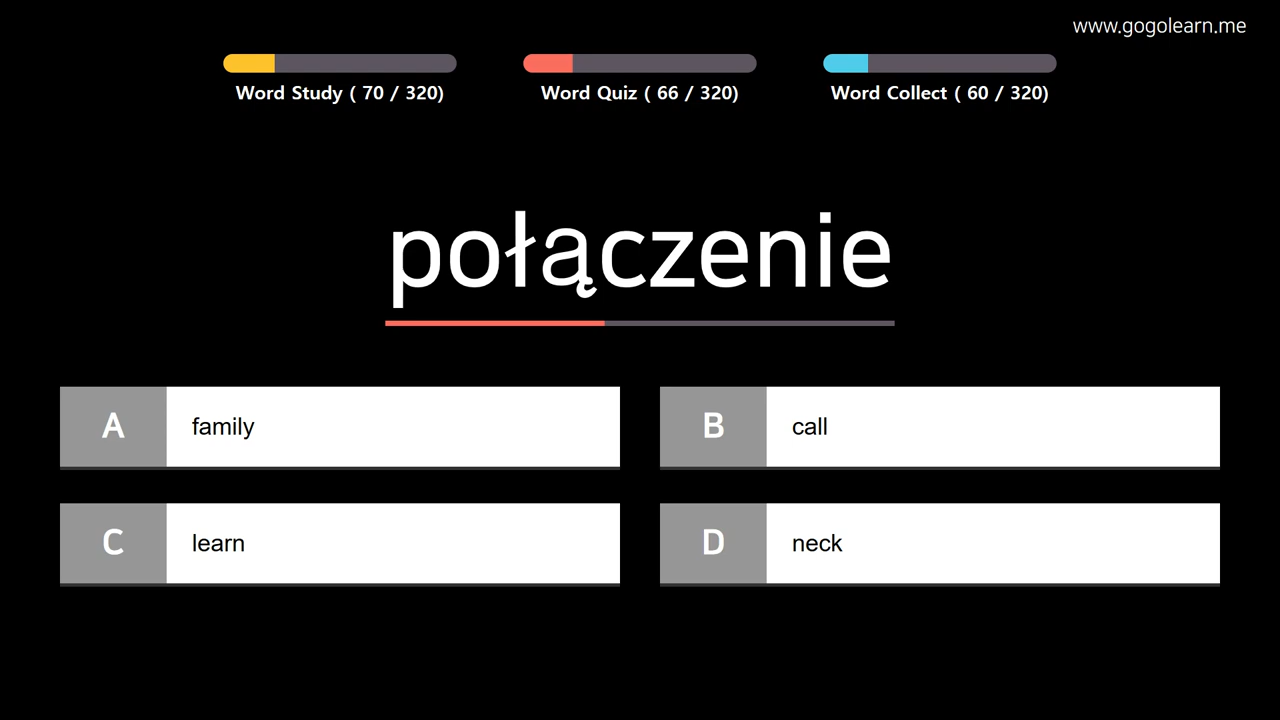 www.gogolearn.me
Word Study ( 70 / 320)
Word Quiz ( 66 / 320)
Word Collect ( 60 / 320)
połączenie
A family
B call
C learn
D neck